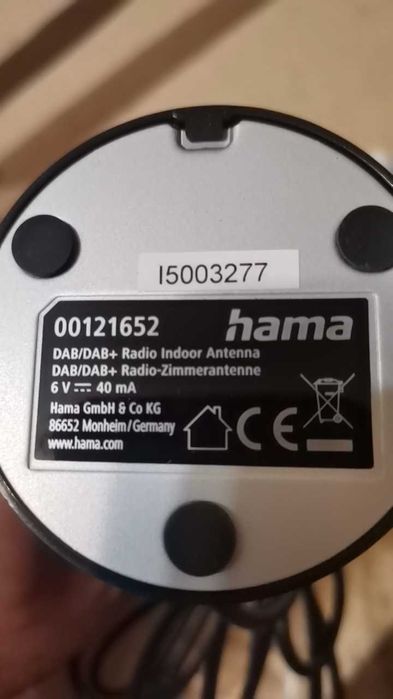 I5003277
00121652 hama
DAB/DAB+ Radio Indoor Antenna
DAB/DAB+ Radio-Zimmerantenne
6 V ⎓ 40 mA
Hama GmbH & Co KG
86652 Monheim/Germany
www.hama.com
CE